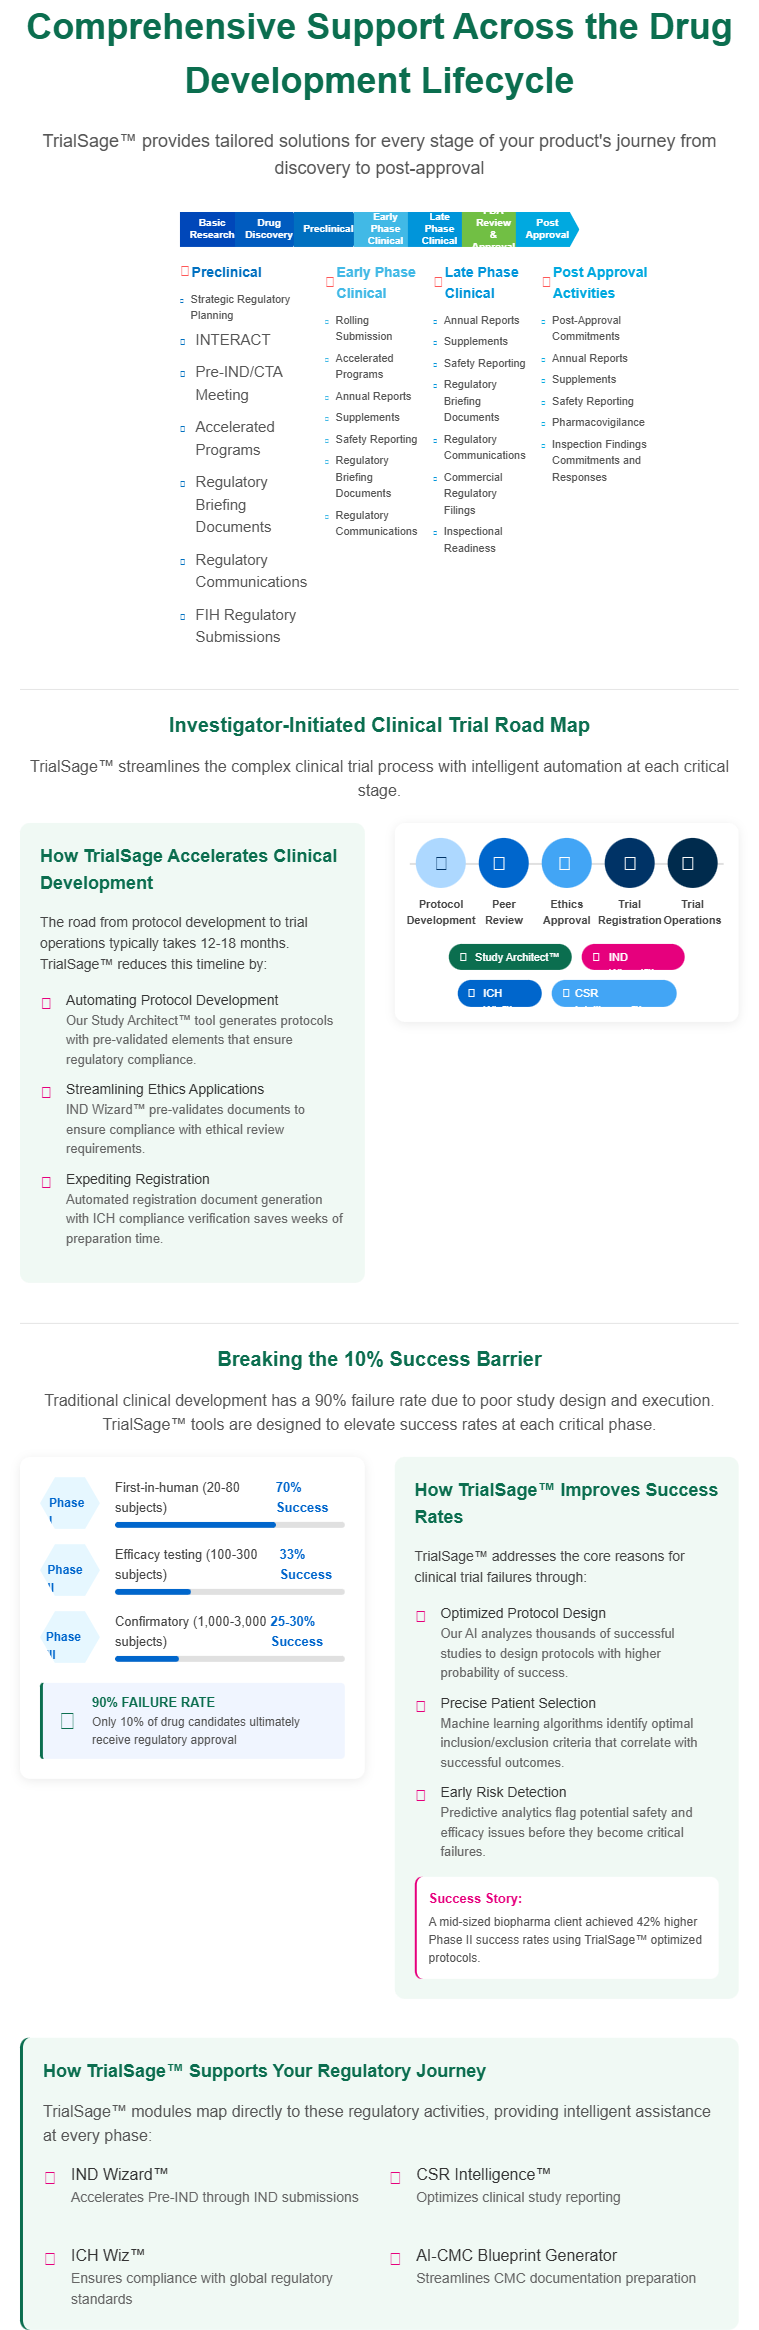 Comprehensive Support Across the Drug
Development Lifecycle
TrialSage™ provides tailored solutions for every stage of your product's journey from
discovery to post-approval
Basic
Research
Drug
Discovery
Preclinical
Early
Phase
Clinical
Late
Phase
Clinical
Review
&
Approval
Post
Approval
Preclinical
Strategic Regulatory
Planning
INTERACT
Pre-IND/CTA
Meeting
Accelerated
Programs
Regulatory
Briefing
Documents
Regulatory
Communications
FIH Regulatory
Submissions
Early Phase
Clinical
Rolling
Submission
Accelerated
Programs
Annual Reports
Supplements
Safety Reporting
Regulatory
Briefing
Documents
Regulatory
Communications
Late Phase
Clinical
Annual Reports
Supplements
Safety Reporting
Regulatory
Briefing
Documents
Regulatory
Communications
Commercial
Regulatory
Filings
Inspectional
Readiness
Post Approval
Activities
Post-Approval
Commitments
Annual Reports
Supplements
Safety Reporting
Pharmacovigilance
Inspection Findings
Commitments and
Responses
Investigator-Initiated Clinical Trial Road Map
TrialSage™ streamlines the complex clinical trial process with intelligent automation at each critical
stage.
How TrialSage Accelerates Clinical
Development
The road from protocol development to trial
operations typically takes 12-18 months.
TrialSage™ reduces this timeline by:
Automating Protocol Development
Our Study Architect™ tool generates protocols
with pre-validated elements that ensure
regulatory compliance.
Streamlining Ethics Applications
IND Wizard™ pre-validates documents to
ensure compliance with ethical review
requirements.
Expediting Registration
Automated registration document generation
with ICH compliance verification saves weeks of
preparation time.
Protocol
Development
Peer
Review
Ethics
Approval
Trial
Registration
Trial
Operations
Study Architect™
IND
ICH
CSR
Breaking the 10% Success Barrier
Traditional clinical development has a 90% failure rate due to poor study design and execution.
TrialSage™ tools are designed to elevate success rates at each critical phase.
Phase
I
First-in-human (20-80
subjects)
70%
Success
Phase
II
Efficacy testing (100-300
subjects)
33%
Success
Phase
III
Confirmatory (1,000-3,000
subjects)
25-30%
Success
90% FAILURE RATE
Only 10% of drug candidates ultimately
receive regulatory approval
How TrialSage™ Improves Success
Rates
TrialSage™ addresses the core reasons for
clinical trial failures through:
Optimized Protocol Design
Our AI analyzes thousands of successful
studies to design protocols with higher
probability of success.
Precise Patient Selection
Machine learning algorithms identify optimal
inclusion/exclusion criteria that correlate with
successful outcomes.
Early Risk Detection
Predictive analytics flag potential safety and
efficacy issues before they become critical
failures.
Success Story:
A mid-sized biopharma client achieved 42% higher
Phase II success rates using TrialSage™ optimized
protocols.
How TrialSage™ Supports Your Regulatory Journey
TrialSage™ modules map directly to these regulatory activities, providing intelligent assistance
at every phase:
IND Wizard™
Accelerates Pre-IND through IND submissions
CSR Intelligence™
Optimizes clinical study reporting
ICH Wiz™
Ensures compliance with global regulatory
standards
AI-CMC Blueprint Generator
Streamlines CMC documentation preparation